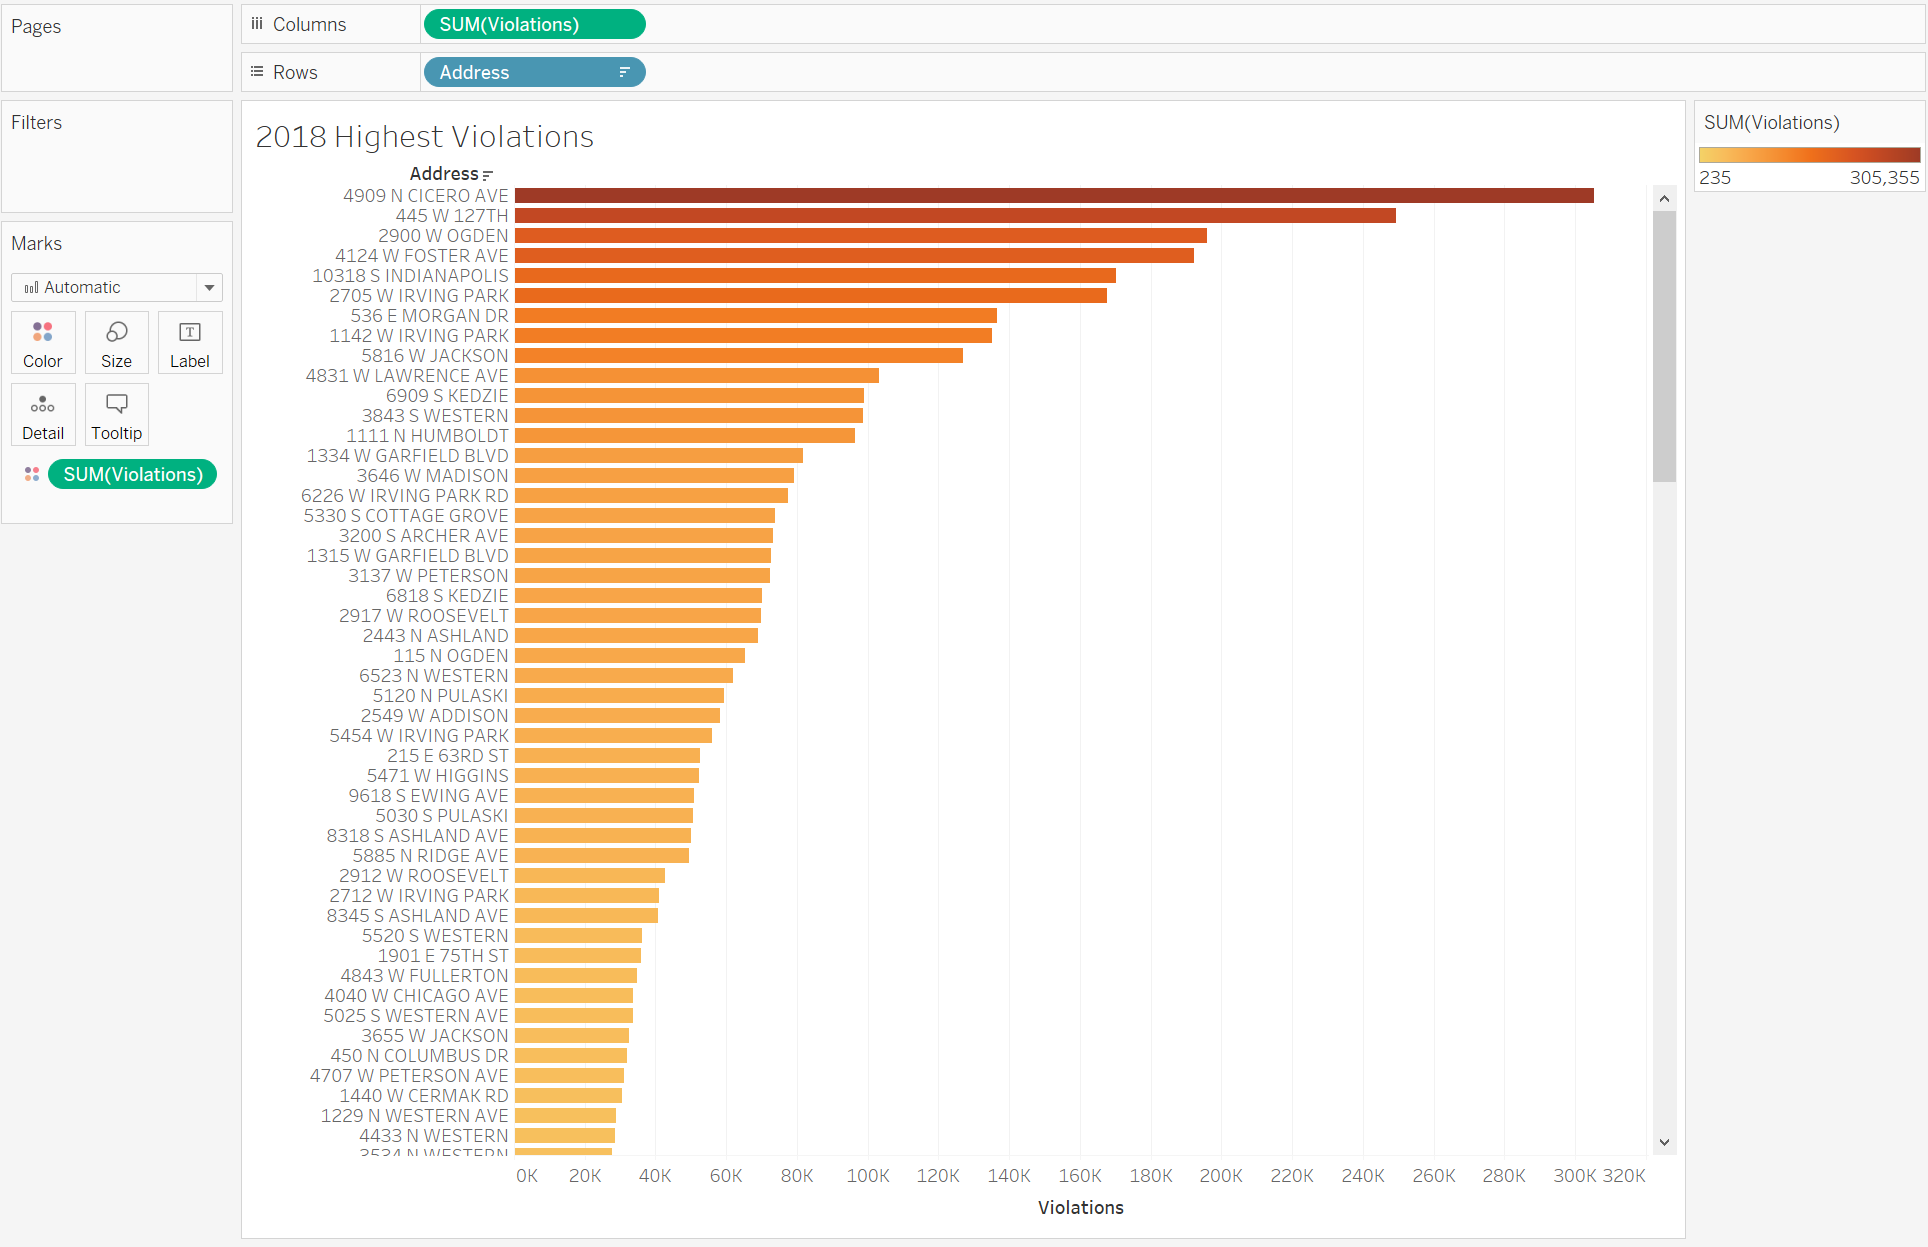 Pages
Columns
SUM(Violations)
Rows
Address
Filters
Marks
Automatic
Color
Size
Label
Detail
Tooltip
SUM(Violations)
2018 Highest Violations
Address
4909 N CICERO AVE
445 W 127TH
2900 W OGDEN
4124 W FOSTER AVE
10318 S INDIANAPOLIS
2705 W IRVING PARK
536 E MORGAN DR
1142 W IRVING PARK
5816 W JACKSON
4831 W LAWRENCE AVE
6909 S KEDZIE
3843 S WESTERN
1111 N HUMBOLDT
1334 W GARFIELD BLVD
3646 W MADISON
6226 W IRVING PARK RD
5330 S COTTAGE GROVE
3200 S ARCHER AVE
1315 W GARFIELD BLVD
3137 W PETERSON
6818 S KEDZIE
2917 W ROOSEVELT
2443 N ASHLAND
115 N OGDEN
6523 N WESTERN
5120 N PULASKI
2549 W ADDISON
5454 W IRVING PARK
215 E 63RD ST
5471 W HIGGINS
9618 S EWING AVE
5030 S PULASKI
8318 S ASHLAND AVE
5885 N RIDGE AVE
2912 W ROOSEVELT
2712 W IRVING PARK
8345 S ASHLAND AVE
5520 S WESTERN
1901 E 75TH ST
4843 W FULLERTON
4040 W CHICAGO AVE
5025 S WESTERN AVE
3655 W JACKSON
450 N COLUMBUS DR
4707 W PETERSON AVE
1440 W CERMAK RD
1229 N WESTERN AVE
4433 N WESTERN
N WESTERN
0K 20K 40K 60K 80K 100K 120K 140K 160K 180K 200K 220K 240K 260K 280K 300K 320K
Violations
SUM(Violations)
235 305,355